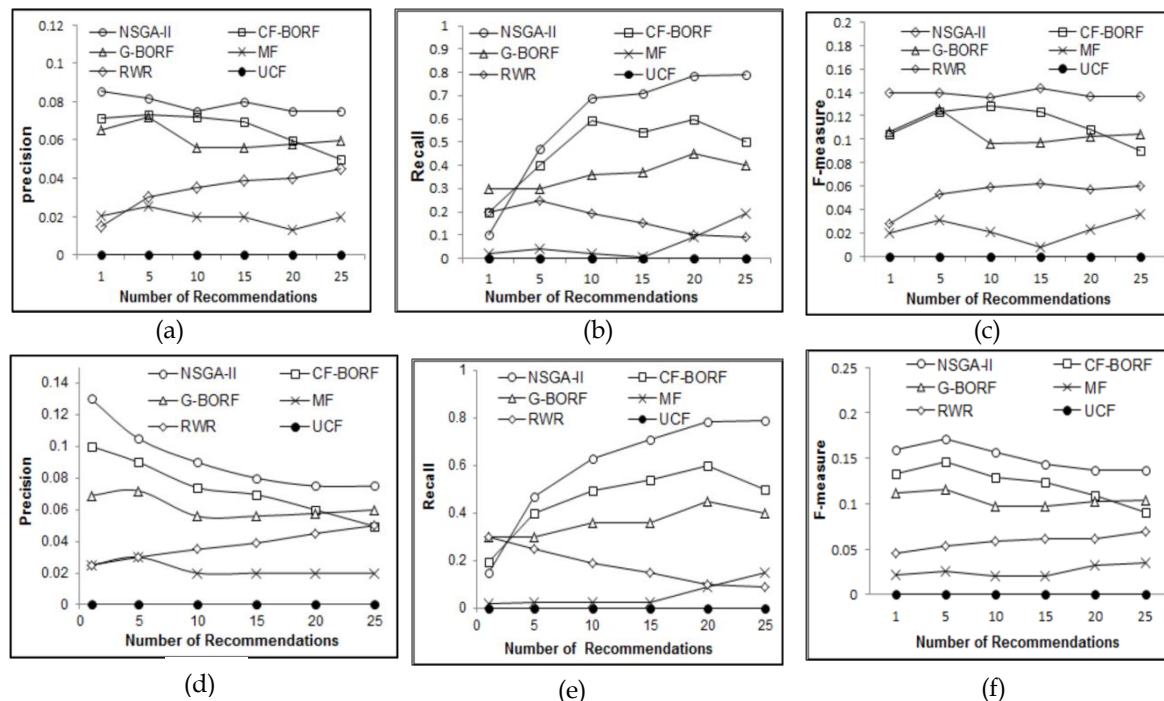 0.12
0.1
0.08
0.06
0.04
0.02
0
precision
NSGA-II CF-BORF
G-BORF MF
RWR UCF
1 5 10 15 20 25
Number of Recommendations
(a)
1
0.9
0.8
0.7
0.6
0.5
0.4
0.3
0.2
0.1
0
Recall
NSGA-II CF-BORF
G-BORF MF
RWR UCF
1 5 10 15 20 25
Number of Recommendations
(b)
0.2
0.18
0.16
0.14
0.12
0.1
0.08
0.06
0.04
0.02
0
F-measure
NSGA-II CF-BORF
G-BORF MF
RWR UCF
1 5 10 15 20 25
Number of Recommendations
(c)
0.14
0.12
0.1
0.08
0.06
0.04
0.02
0
Precision
NSGA-II CF-BORF
G-BORF MF
RWR UCF
0 5 10 15 20 25
Number of Recommendations
(d)
1
0.8
0.6
0.4
0.2
0
Recall
NSGA-II CF-BORF
G-BORF MF
RWR UCF
0 5 10 15 20 25
Number of Recommendations
(e)
0.25
0.2
0.15
0.1
0.05
0
F-measure
NSGA-II CF-BORF
G-BORF MF
RWR UCF
1 5 10 15 20 25
Number of Recommendations
(f)